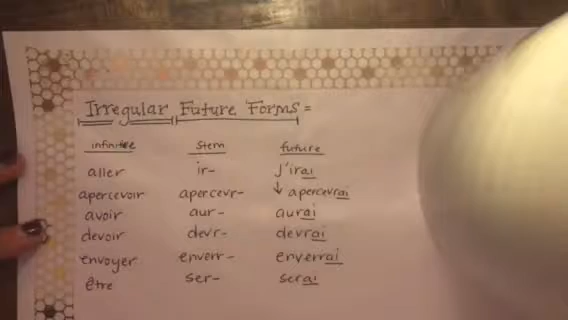 Irregular Future Forms =
infinitive stem future
aller ir- j'irai
apercevoir apercevr- ↓ apercevrai
avoir aur- aurai
devoir devr- devrai
envoyer enverr- enverrai
être ser- serai